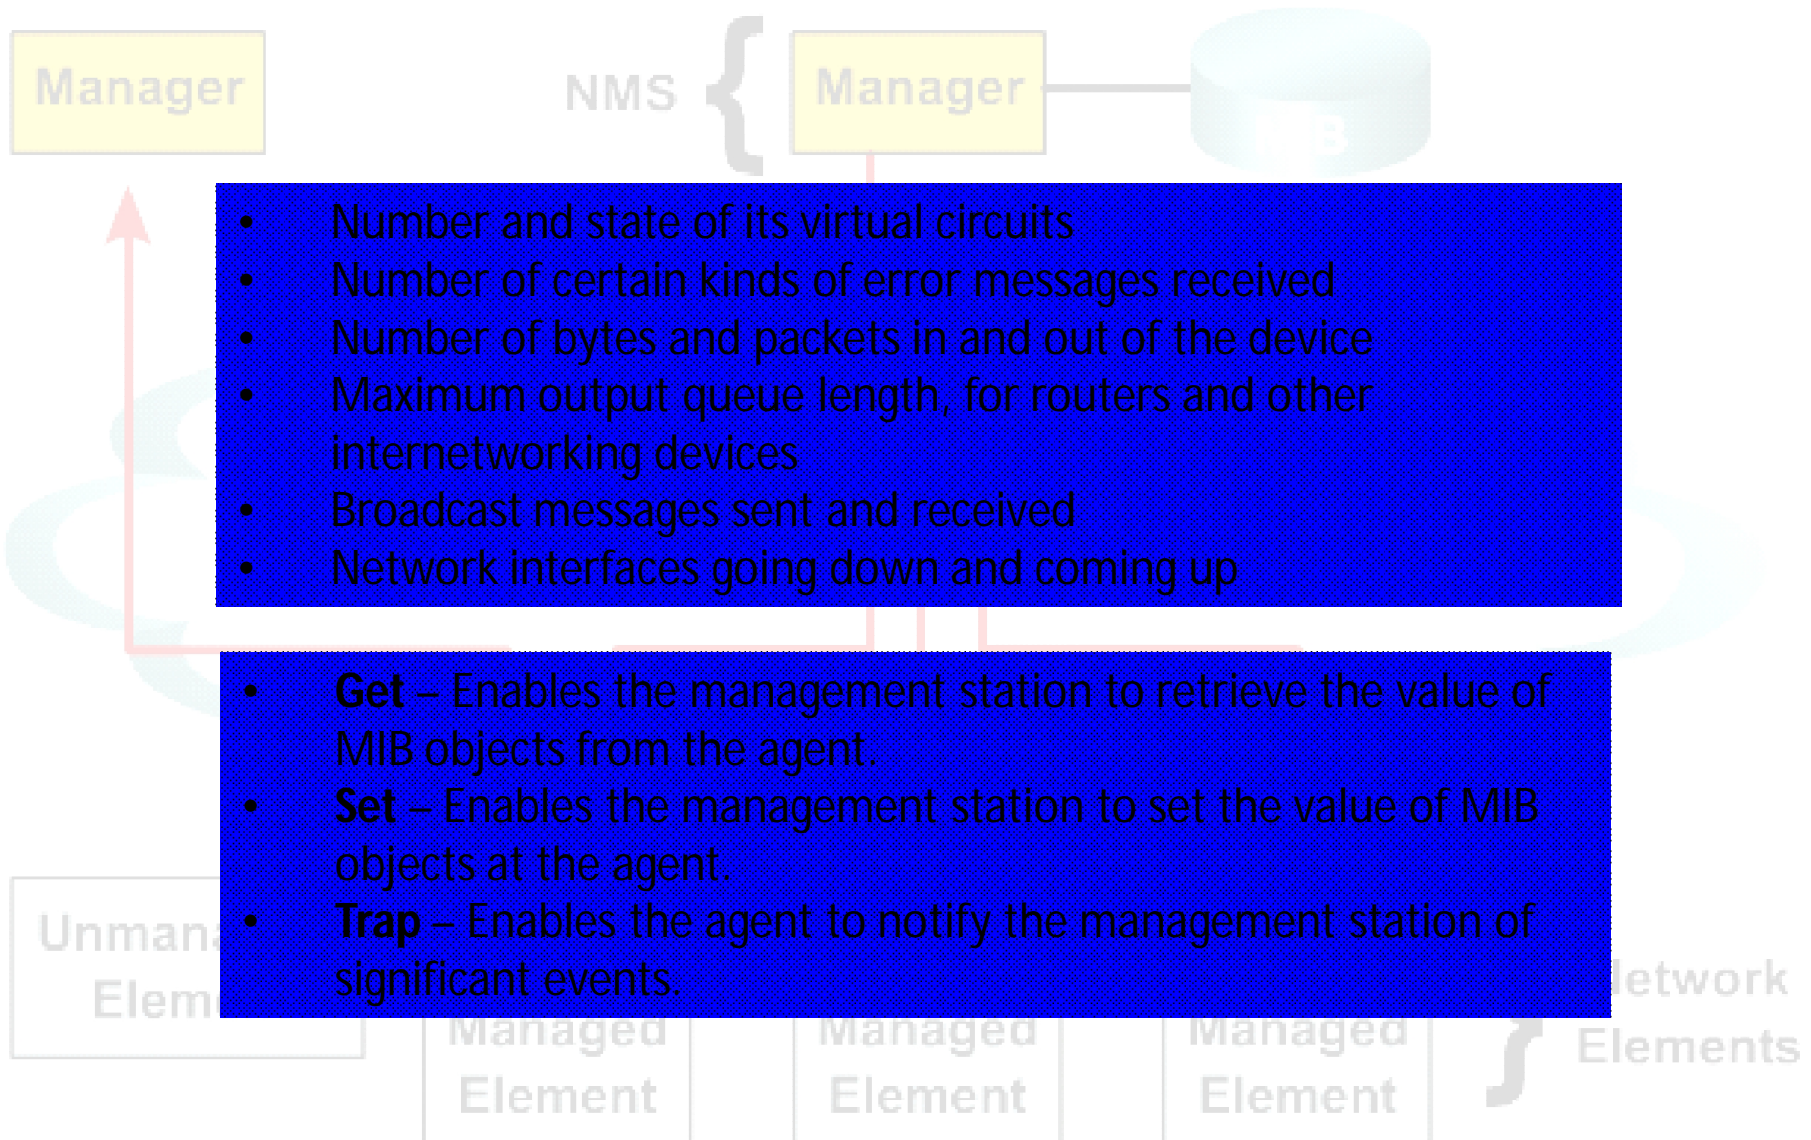 Manager
NMS
Manager
• Number and state of its virtual circuits
• Number of certain kinds of error messages received
• Number of bytes and packets in and out of the device
• Maximum output queue length, for routers and other
internetworking devices
• Broadcast messages sent and received
• Network interfaces going down and coming up
• Get – Enables the management station to retrieve the value of
MIB objects from the agent.
• Set – Enables the management station to set the value of MIB
objects at the agent.
• Trap – Enables the agent to notify the management station of
significant events.
Managed
Element
Managed
Element
Managed
Element
Elements